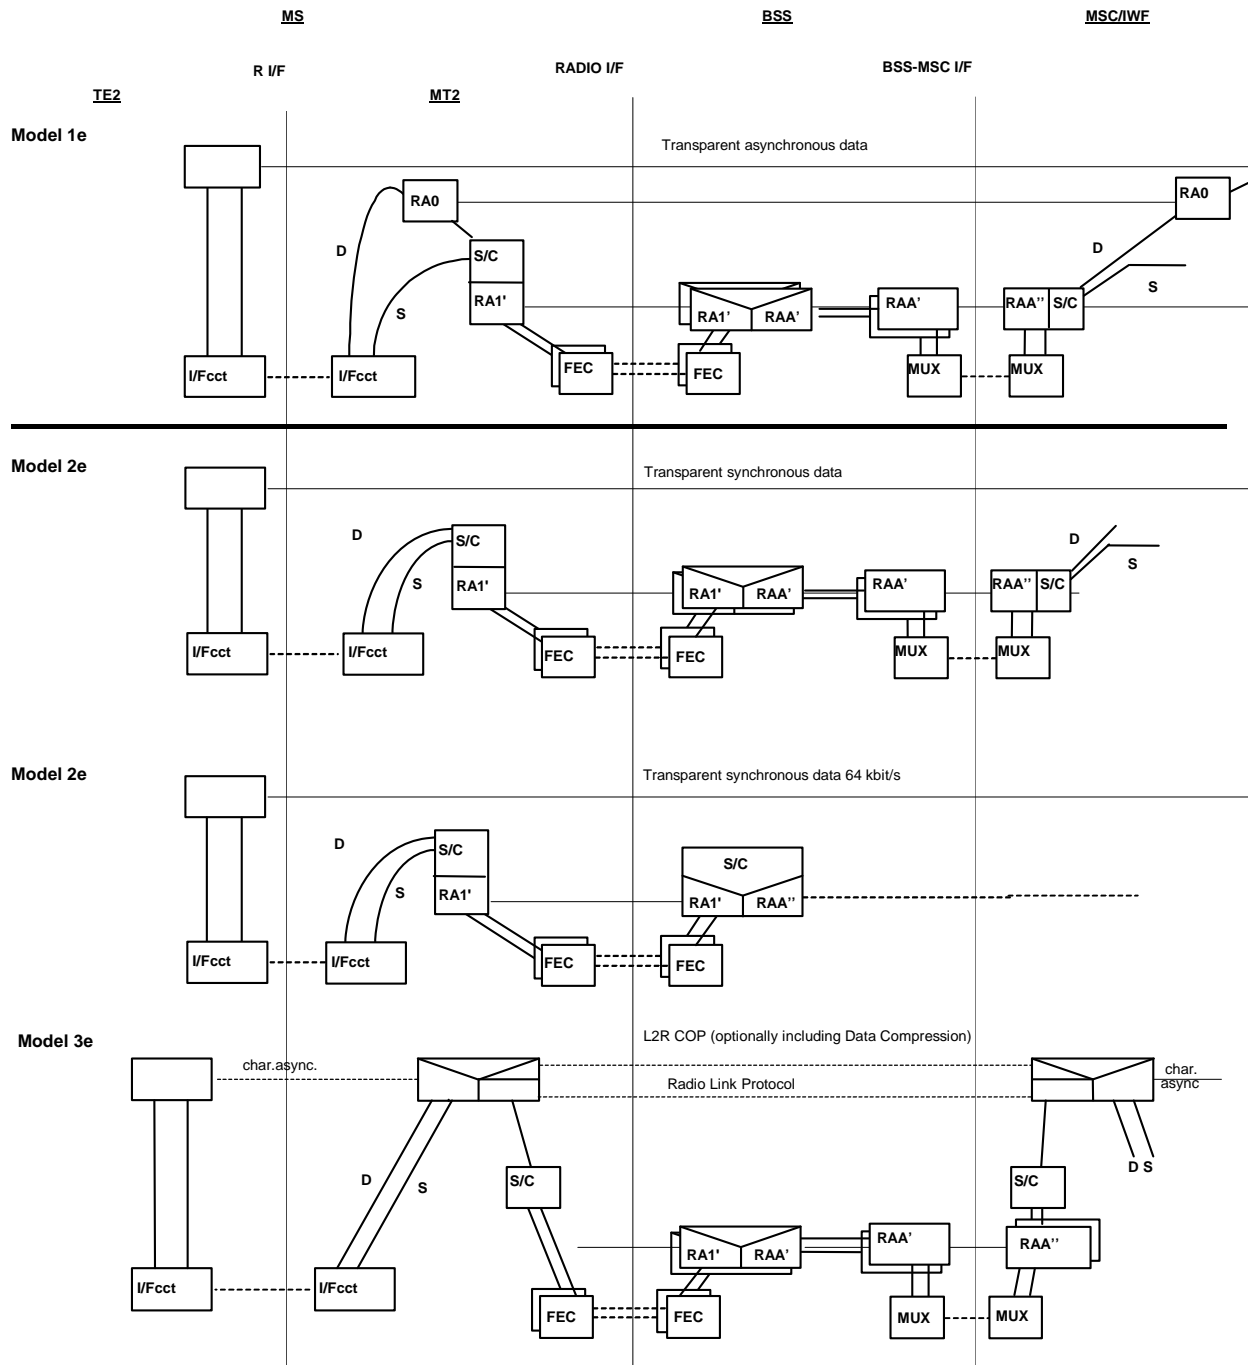 MS BSS MSC/IWF
R I/F RADIO I/F BSS-MSC I/F
TE2 MT2
Model 1e
Transparent asynchronous data
RA0 RA0
D S/C D
S RA1' RA1’ RAA’ RAA’ RAA’’ S/C S
I/Fcct I/Fcct FEC FEC MUX MUX
Model 2e
Transparent synchronous data
D S/C D
S RA1' RA1' RAA’ RAA’ RAA’’ S/C S
I/Fcct I/Fcct FEC FEC MUX MUX
Model 2e
Transparent synchronous data 64 kbit/s
D S/C S/C
S RA1' RA1' RAA’’
I/Fcct I/Fcct FEC FEC
Model 3e
L2R COP (optionally including Data Compression)
char.async. char.
Radio Link Protocol async
D S S/C S/C D S
RA1' RAA’ RAA’ RAA’’
I/Fcct I/Fcct FEC FEC MUX MUX